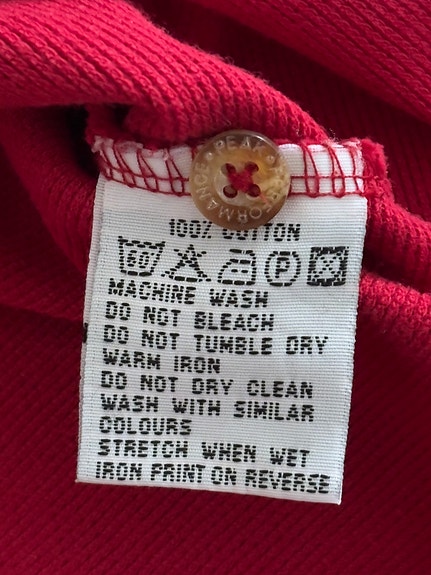 PEAK PERFORMANCE
100% COTTON
60 P
MACHINE WASH
DO NOT BLEACH
DO NOT TUMBLE DRY
WARM IRON
DO NOT DRY CLEAN
WASH WITH SIMILAR
COLOURS
STRETCH WHEN WET
IRON PRINT ON REVERSE